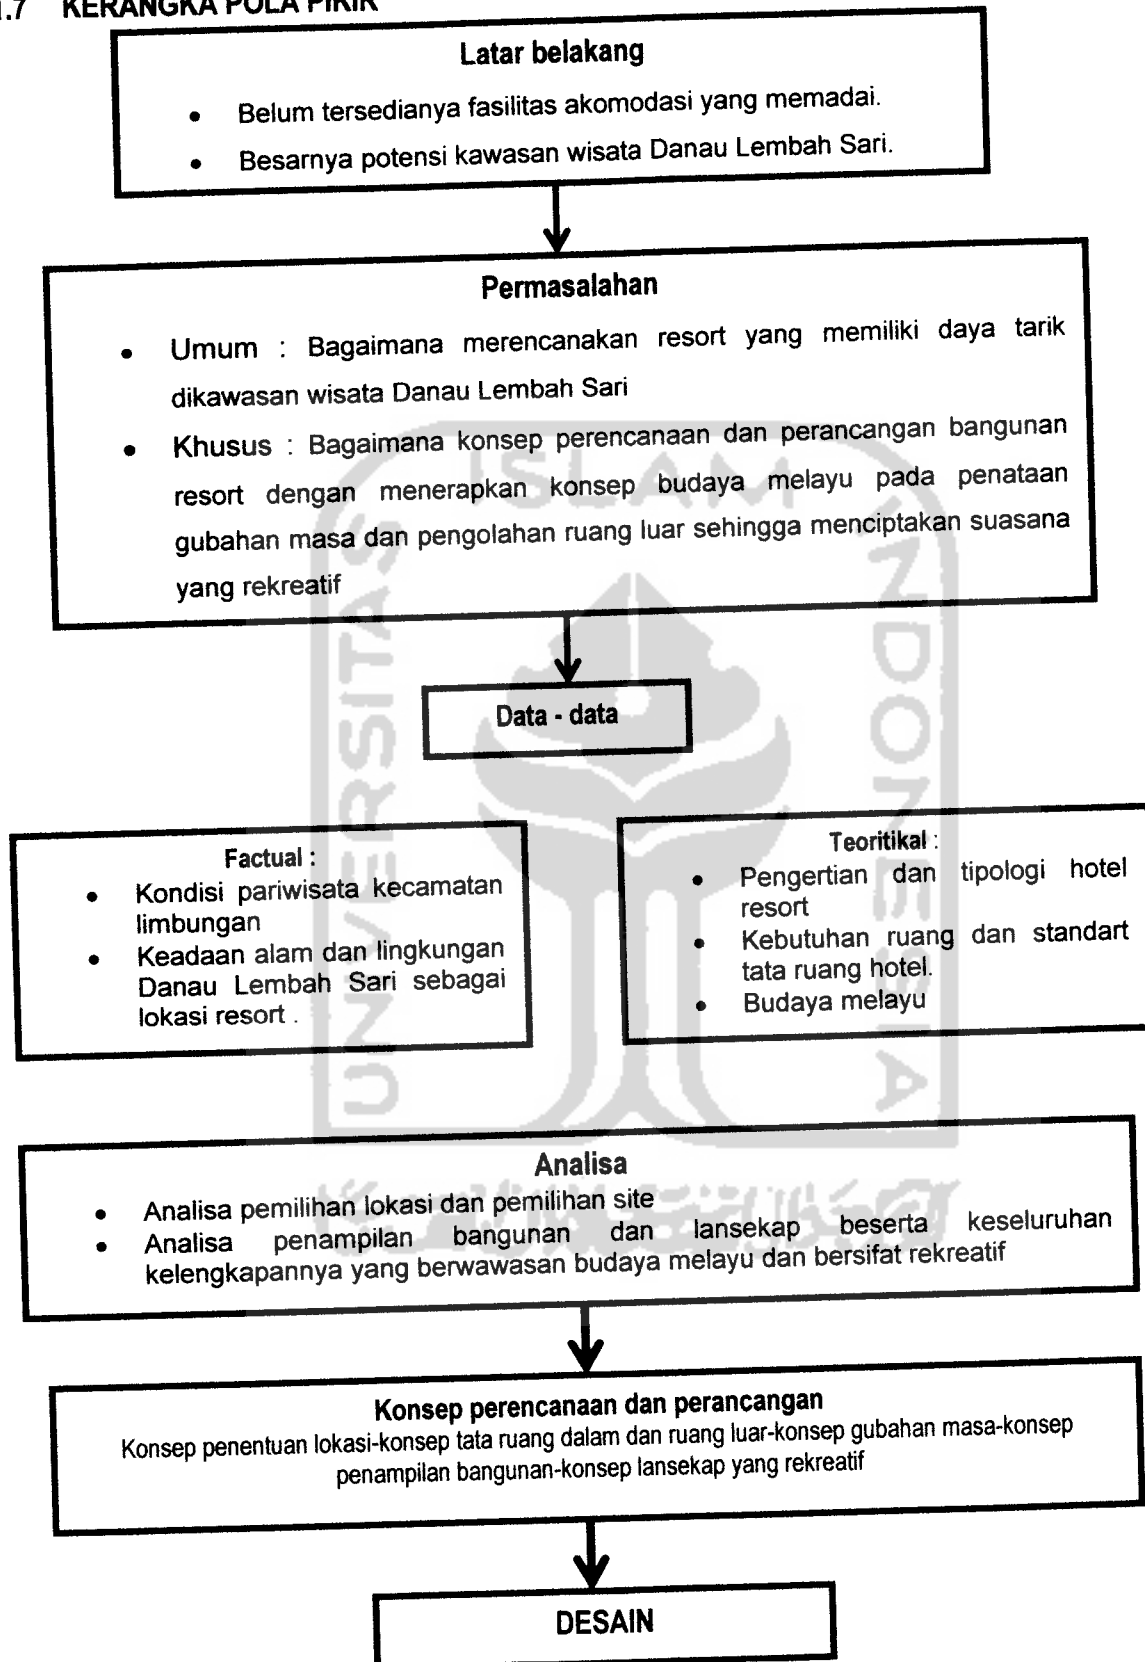 1.7 KERANGKA POLA PIKIR
Latar belakang
• Belum tersedianya fasilitas akomodasi yang memadai.
• Besarnya potensi kawasan wisata Danau Lembah Sari.
Permasalahan
• Umum : Bagaimana merencanakan resort yang memiliki daya tarik
dikawasan wisata Danau Lembah Sari
• Khusus : Bagaimana konsep perencanaan dan perancangan bangunan
resort dengan menerapkan konsep budaya melayu pada penataan
gubahan masa dan pengolahan ruang luar sehingga menciptakan suasana
yang rekreatif
Data - data
Factual :
• Kondisi pariwisata kecamatan
limbungan
• Keadaan alam dan lingkungan
Danau Lembah Sari sebagai
lokasi resort .
Teoritikal :
• Pengertian dan tipologi hotel
resort
• Kebutuhan ruang dan standart
tata ruang hotel.
• Budaya melayu
Analisa
• Analisa pemilihan lokasi dan pemilihan site
• Analisa penampilan bangunan dan lansekap beserta keseluruhan
kelengkapannya yang berwawasan budaya melayu dan bersifat rekreatif
Konsep perencanaan dan perancangan
Konsep penentuan lokasi-konsep tata ruang dalam dan ruang luar-konsep gubahan masa-konsep
penampilan bangunan-konsep lansekap yang rekreatif
DESAIN
UNIVERSITAS
ISLAM
INDONESIA